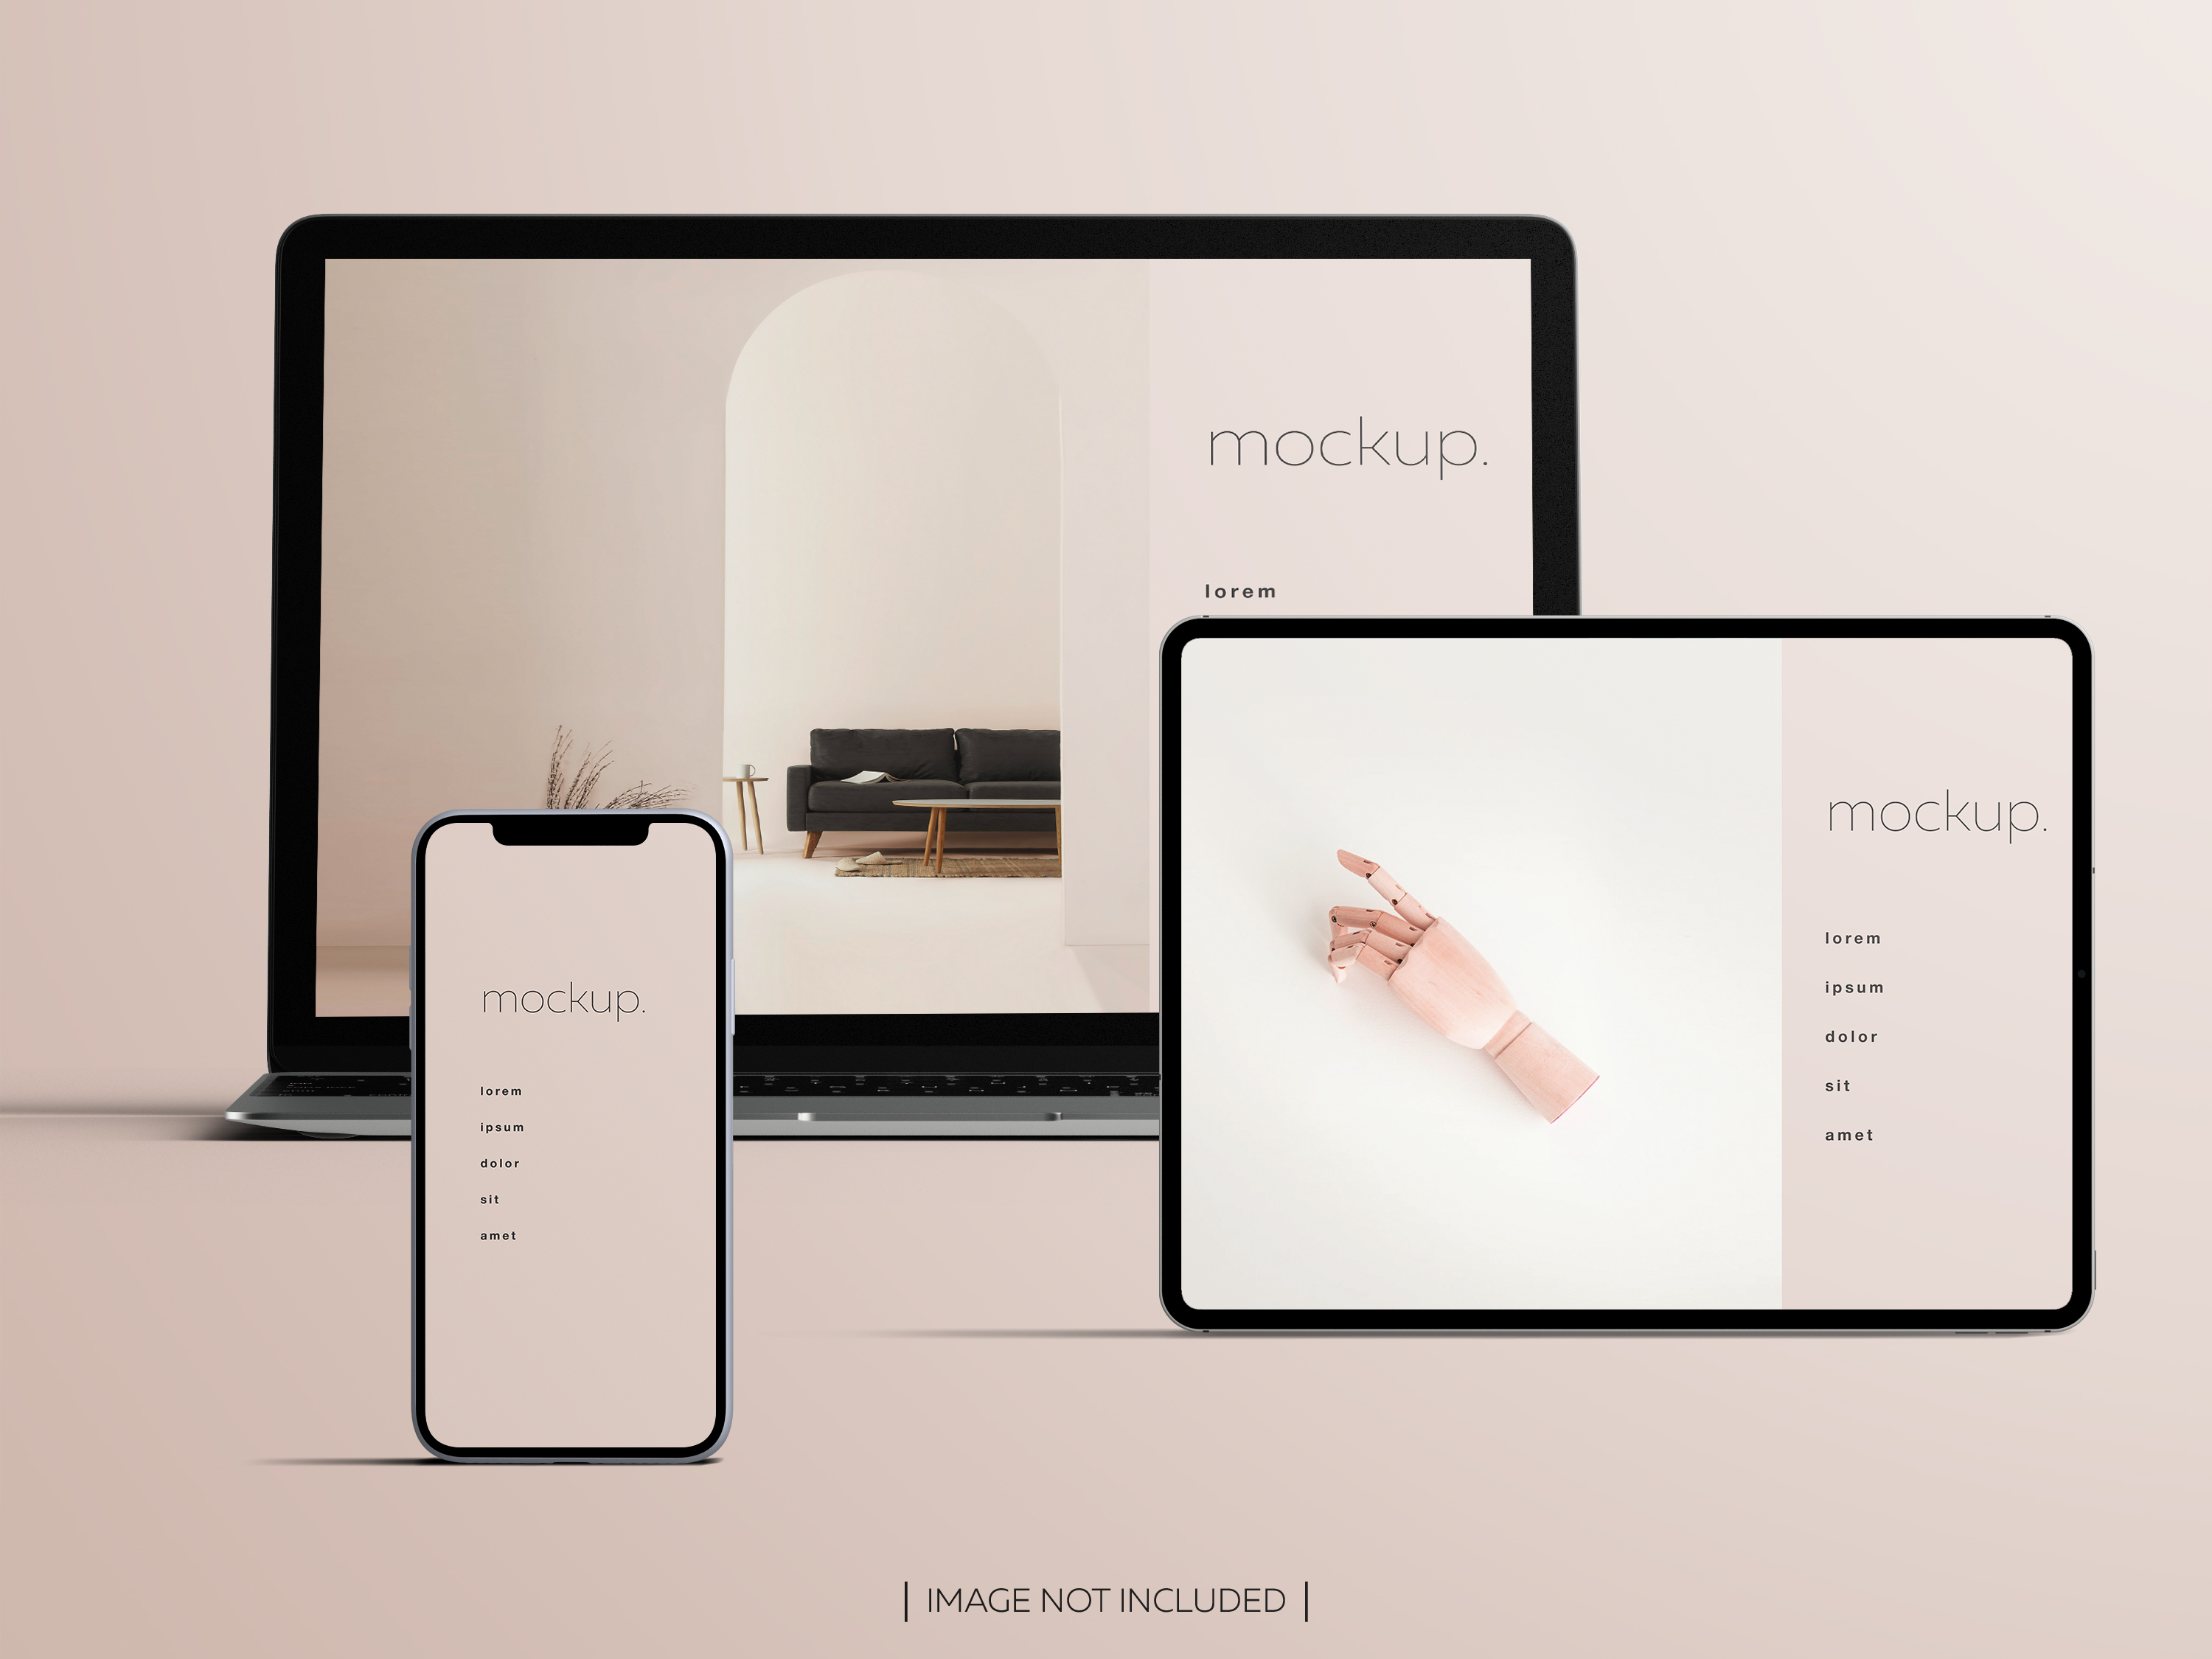 mockup.
lorem
mockup.
lorem
ipsum
dolor
sit
amet
mockup.
lorem
ipsum
dolor
sit
amet
| IMAGE NOT INCLUDED |